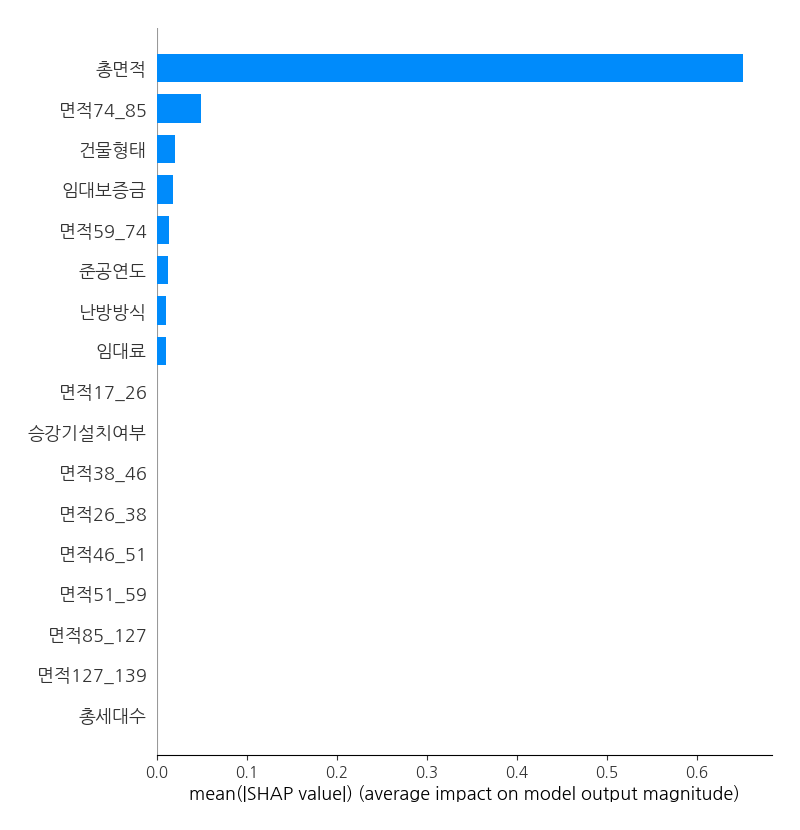 총면적
면적74_85
건물형태
임대보증금
면적59_74
준공연도
난방방식
임대료
면적17_26
승강기설치여부
면적38_46
면적26_38
면적46_51
면적51_59
면적85_127
면적127_139
총세대수
0.0 0.1 0.2 0.3 0.4 0.5 0.6
mean(|SHAP value|) (average impact on model output magnitude)